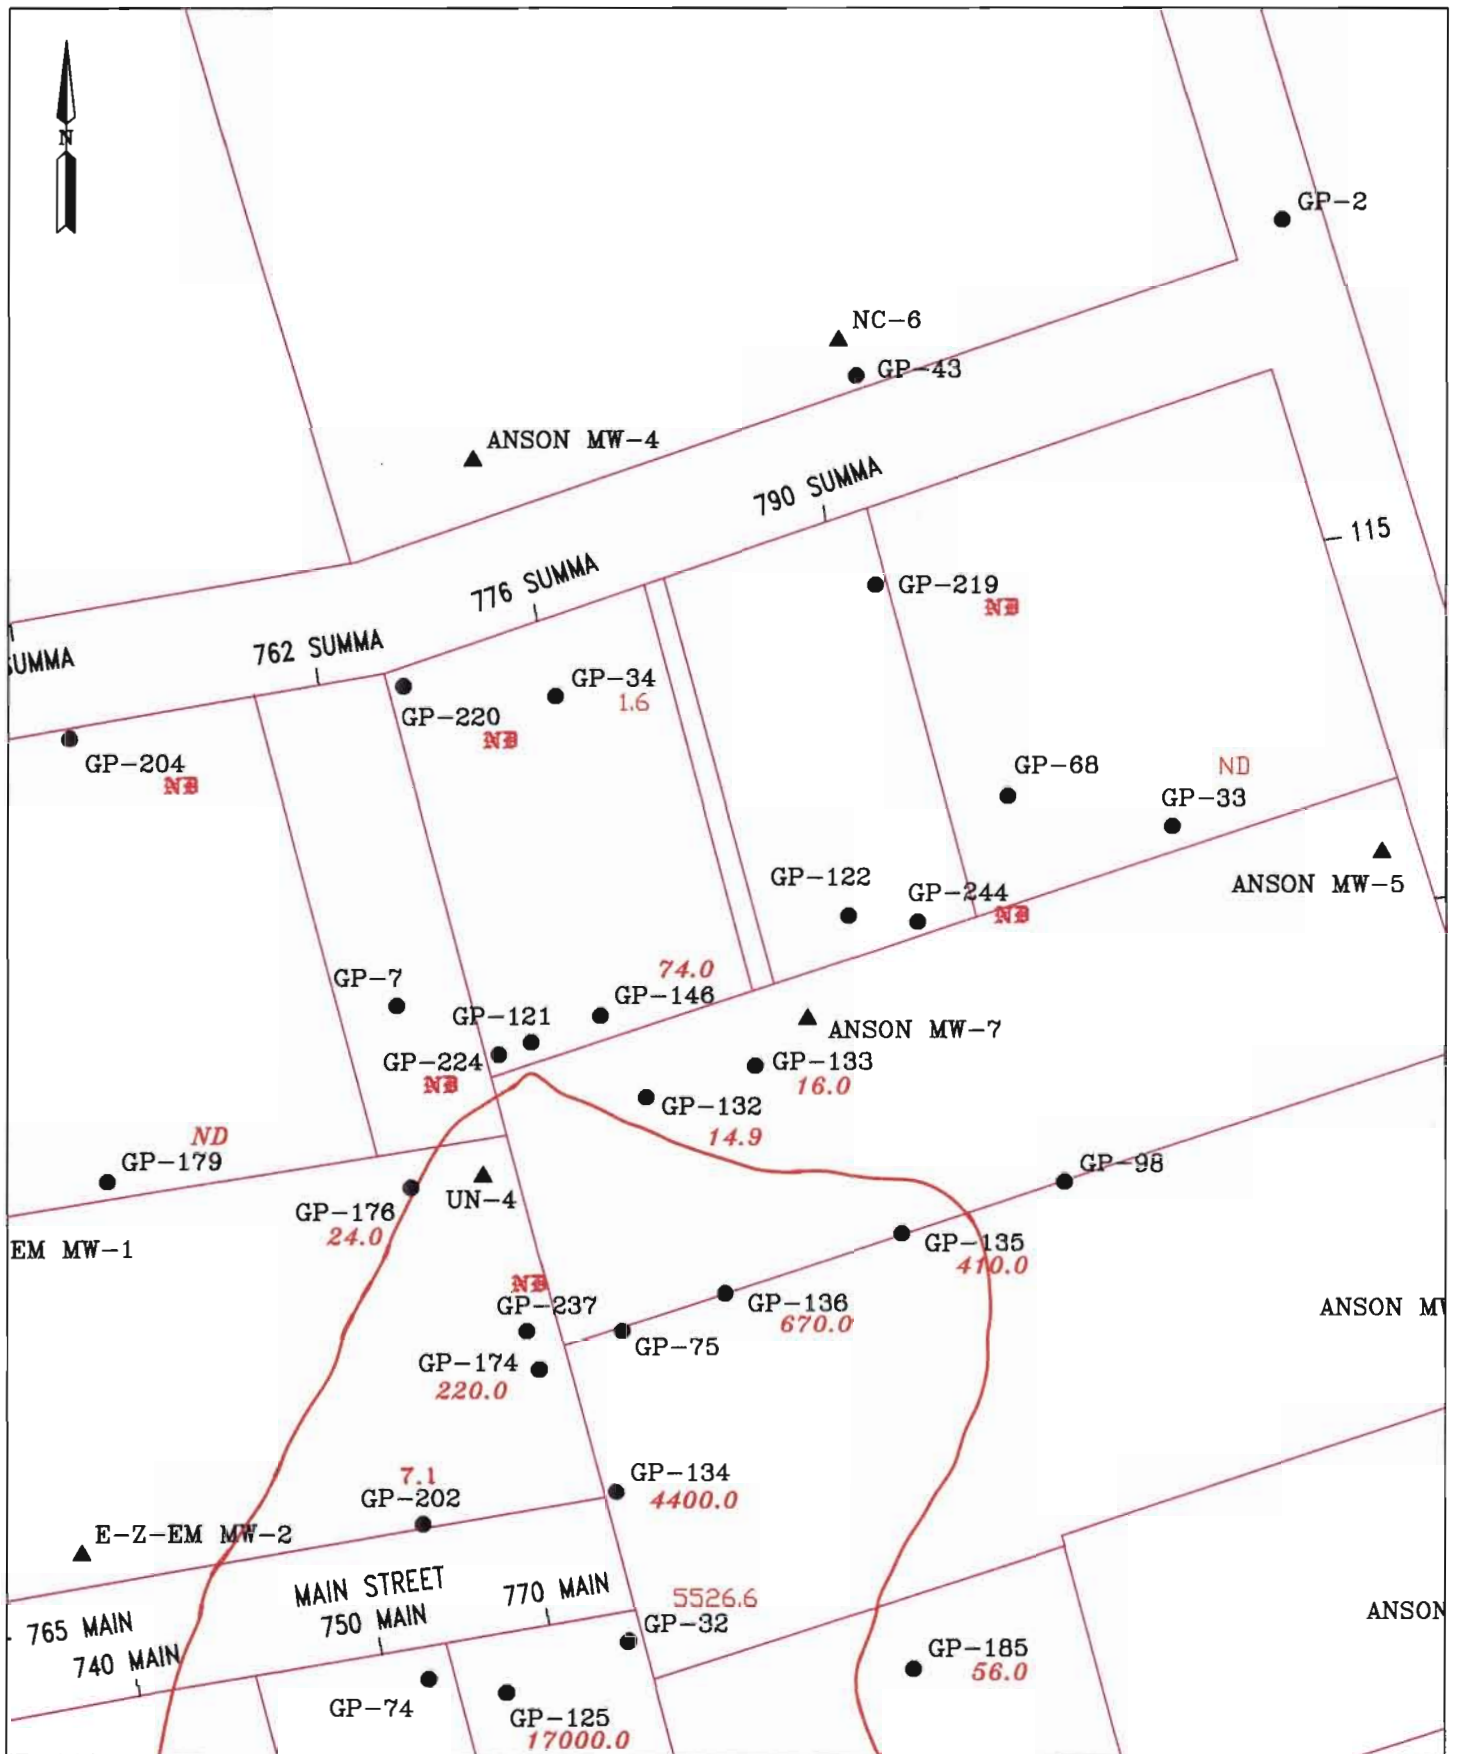 N
GP-2
NC-6
GP-43
ANSON MW-4
790 SUMMA
115
776 SUMMA
GP-219
ND
SUMMA
762 SUMMA
GP-34
1.6
GP-220
ND
GP-204
ND
GP-68
ND
GP-33
GP-122
GP-244
ND
ANSON MW-5
74.0
GP-146
GP-7
GP-121
ANSON MW-7
GP-224
ND
GP-133
16.0
GP-132
14.9
ND
GP-179
GP-98
UN-4
GP-176
24.0
EM MW-1
GP-135
410.0
ND
GP-237
GP-136
670.0
ANSON MW
GP-75
GP-174
220.0
7.1
GP-202
GP-134
4400.0
E-Z-EM MW-2
MAIN STREET
750 MAIN
770 MAIN
5526.6
GP-32
765 MAIN
740 MAIN
ANSON
GP-185
56.0
GP-74
GP-125
17000.0